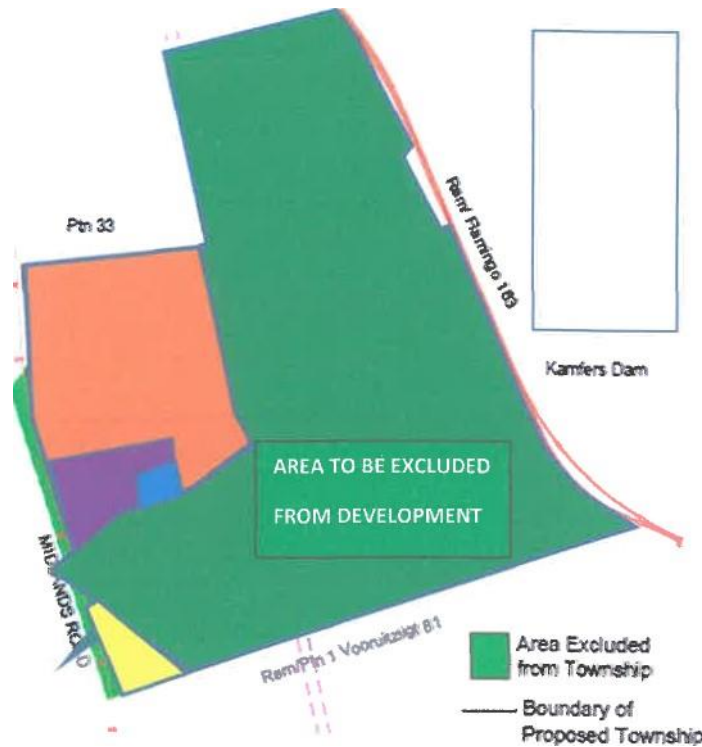 Ptn 33
Rem/ Flamingo 163
Kamfers Dam
AREA TO BE EXCLUDED
FROM DEVELOPMENT
MIDLANDS ROAD
Rem/Ptn 1 Vooruitzigt 81
Area Excluded
from Township
Boundary of
Proposed Township